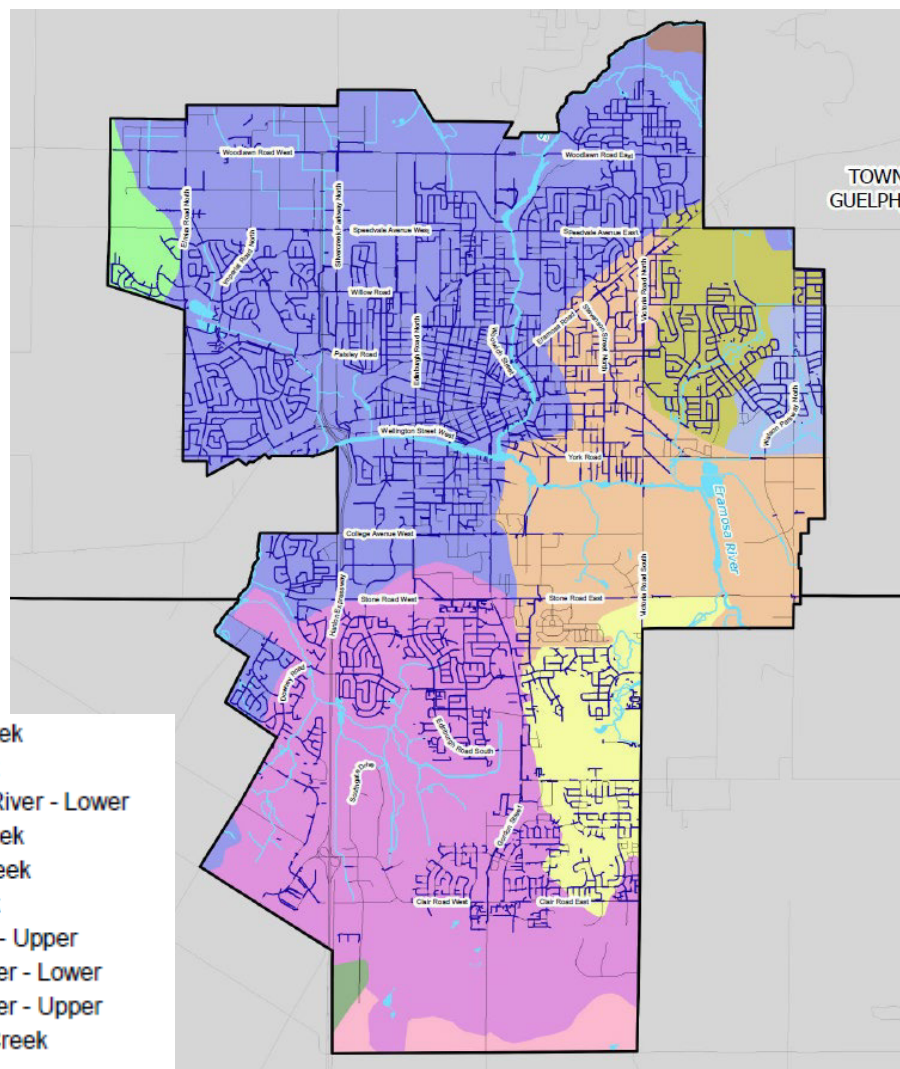 Woodlawn Road West
Woodlawn Road East
TOWN
GUELPH
Elmira Road North
Imperial Road North
Silvercreek Parkway North
Speedvale Avenue West
Speedvale Avenue East
Victoria Road North
Willow Road
Eramosa Road
Stevenson Street North
Paisley Road
Edinburgh Road North
Woolwich Street
Watson Parkway North
Wellington Street West
York Road
Eramosa River
College Avenue West
Hanlon Expressway
Stone Road West
Stone Road East
Victoria Road South
Downey Road
Edinburgh Road South
Southgate Drive
Gordon Street
Clair Road West
Clair Road East
eek
River - Lower
eek
reek
- Upper
er - Lower
er - Upper
Creek